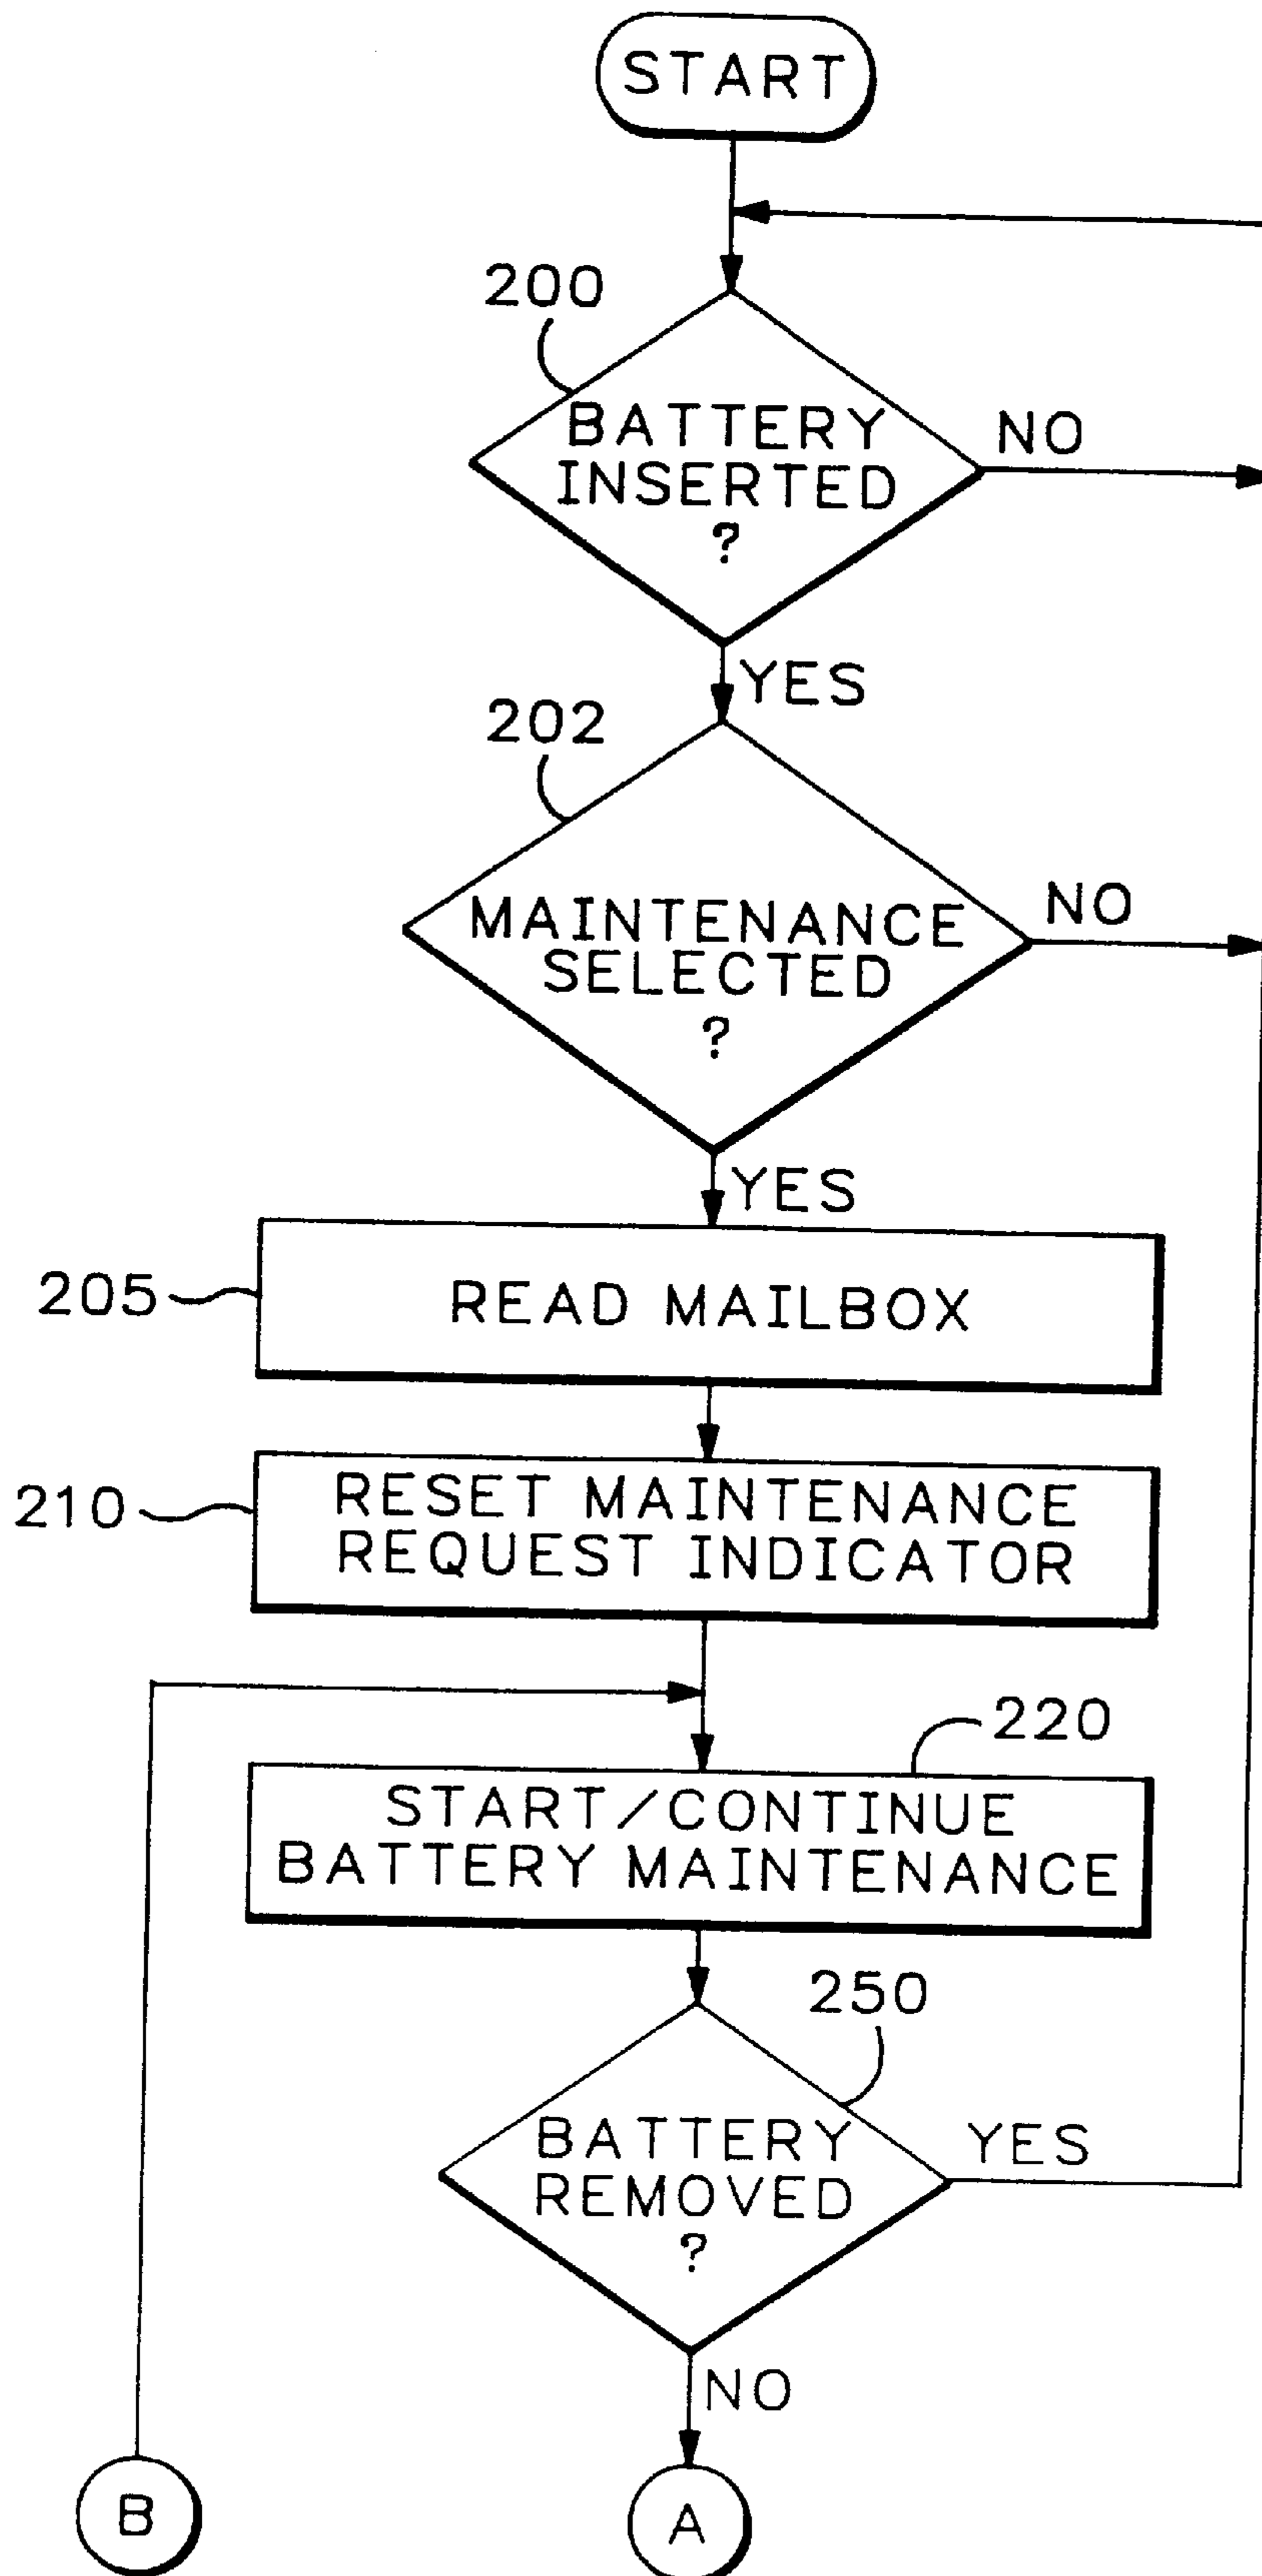 START
200
BATTERY
INSERTED
?
NO
YES
202
MAINTENANCE
SELECTED
?
NO
YES
205
READ MAILBOX
210
RESET MAINTENANCE
REQUEST INDICATOR
220
START/CONTINUE
BATTERY MAINTENANCE
250
BATTERY
REMOVED
?
YES
NO
B
A